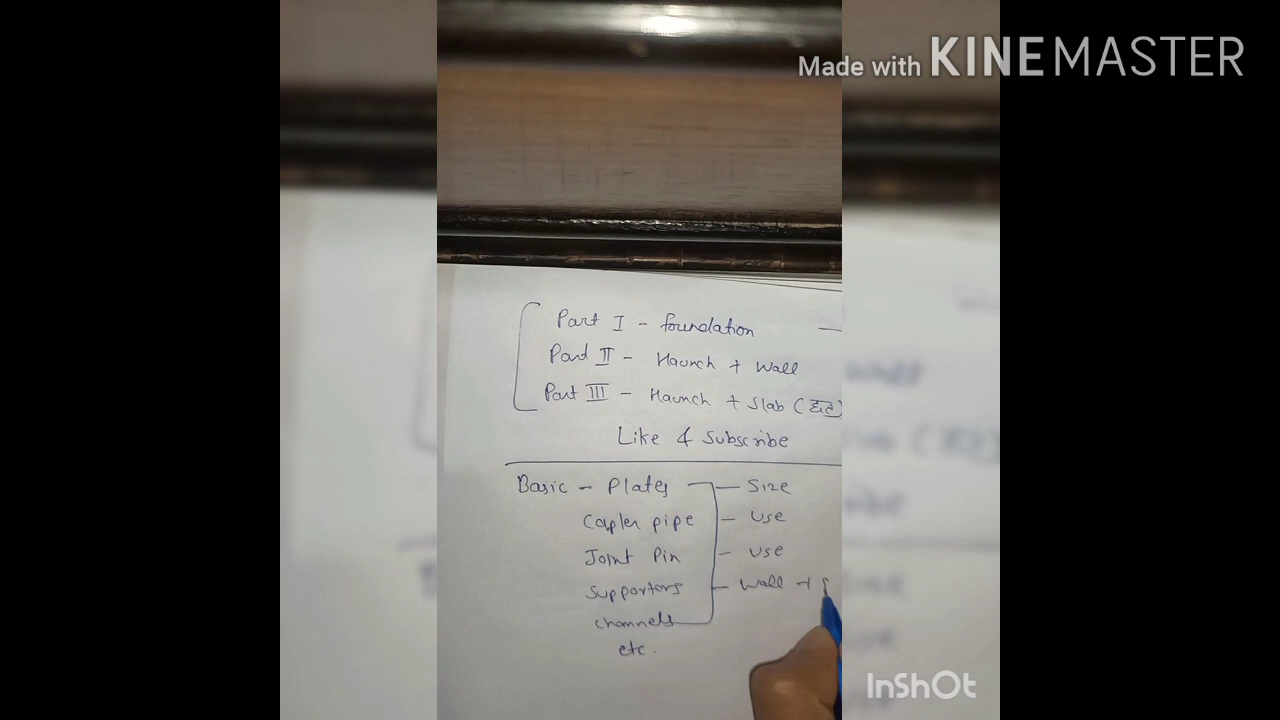 Made with KINEMASTER
Part I - foundation —
Part II - Haunch + Wall
Part III - Haunch + Slab (छत)
Like & Subscribe
Basic - Plates — Size
Capler pipe — Use
Joint Pin — Use
Supporters — Wall + S
Channels
etc.
InShOt